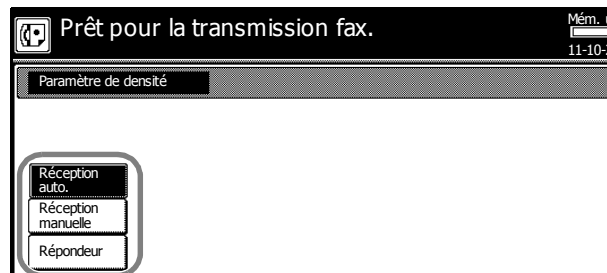 Prêt pour la transmission fax.
Mém.
11-10-
Paramètre de densité
Réception
auto.
Réception
manuelle
Répondeur